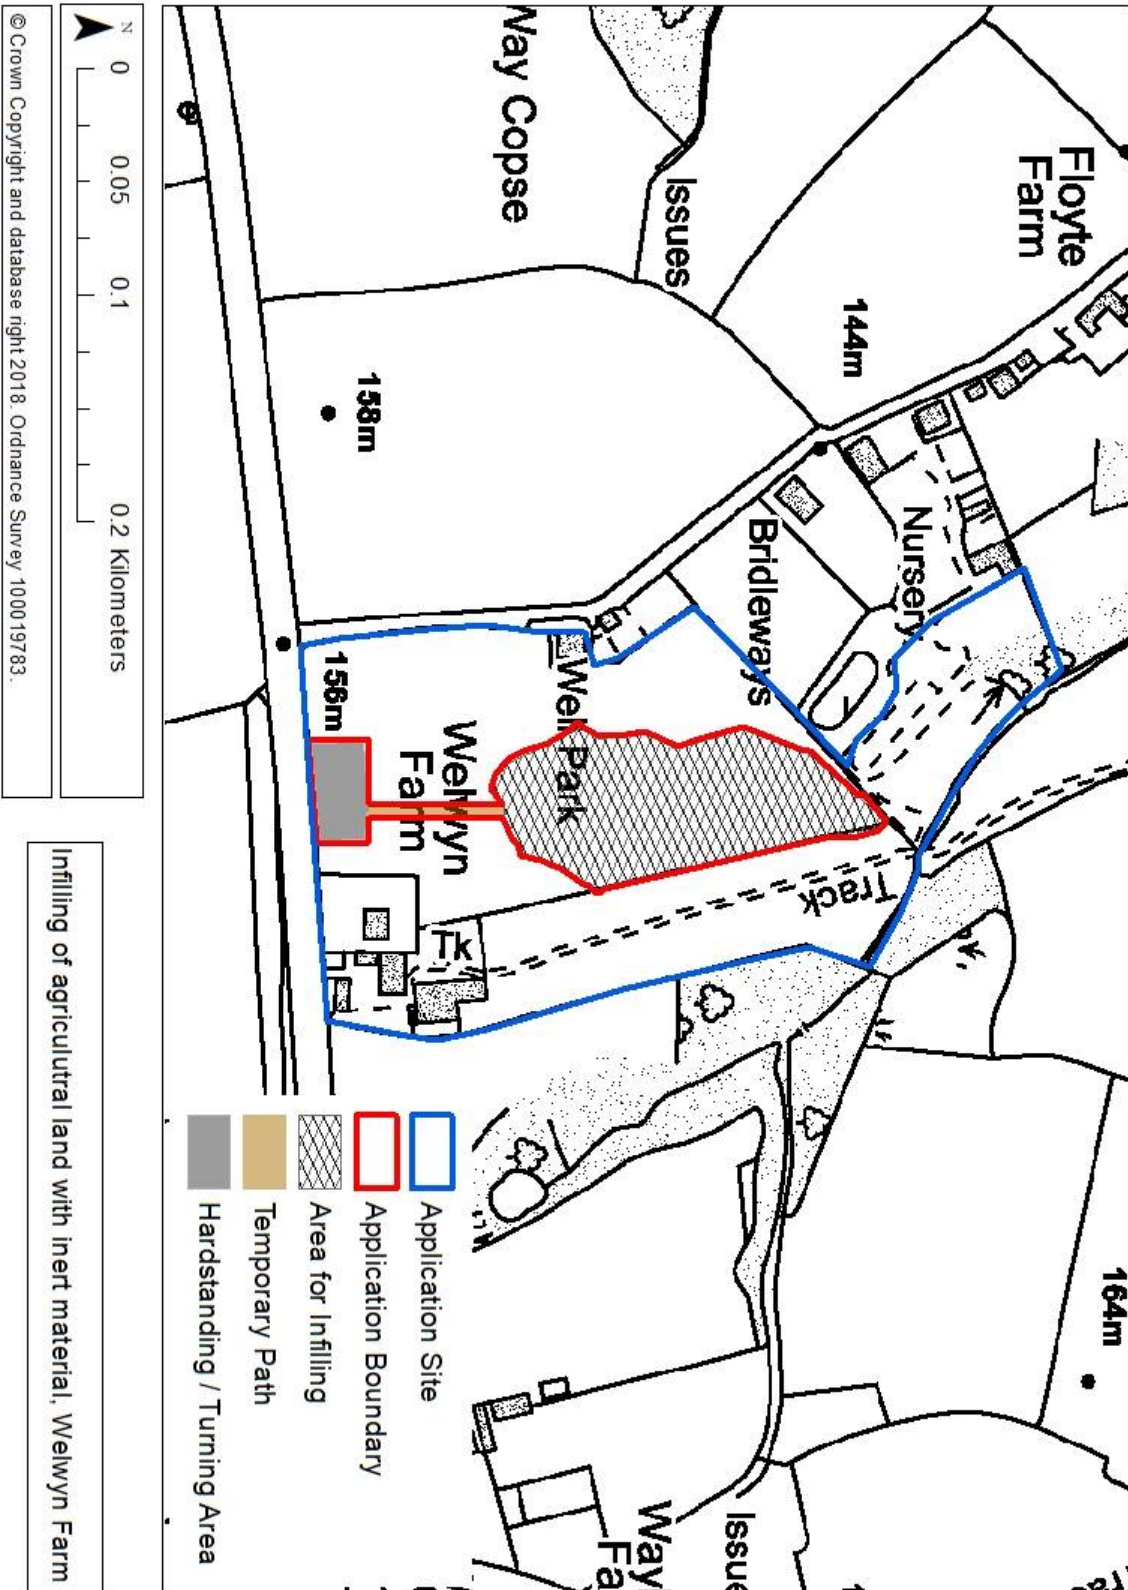 Floyte
Farm
164m
144m
Nursery
Track
Issues
Bridleways
Issue
Way
Fa
Way Copse
Well Park
Welwyn
Farm
Tk
158m
156m
Application Site
Application Boundary
Area for Infilling
Temporary Path
Hardstanding / Turning Area
N
0 0.05 0.1 0.2 Kilometers
© Crown Copyright and database right 2018. Ordnance Survey 100019783.
Infilling of agriculutral land with inert material, Welwyn Farm